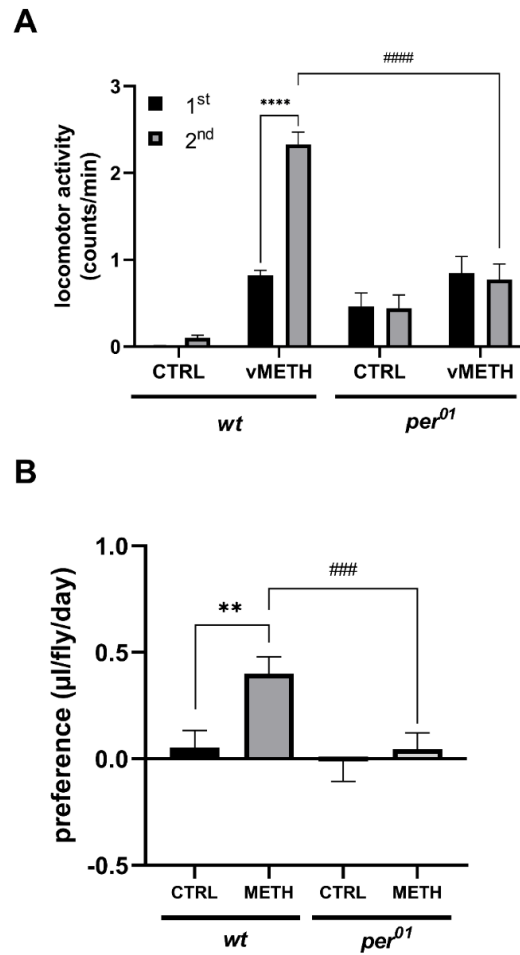 A
locomotor activity
(counts/min)
3
2
1
0
1st
2nd
****
####
CTRL
vMETH
CTRL
vMETH
wt
per01
B
preference (µl/fly/day)
1.0
0.5
0.0
-0.5
**
###
CTRL
METH
CTRL
METH
wt
per01